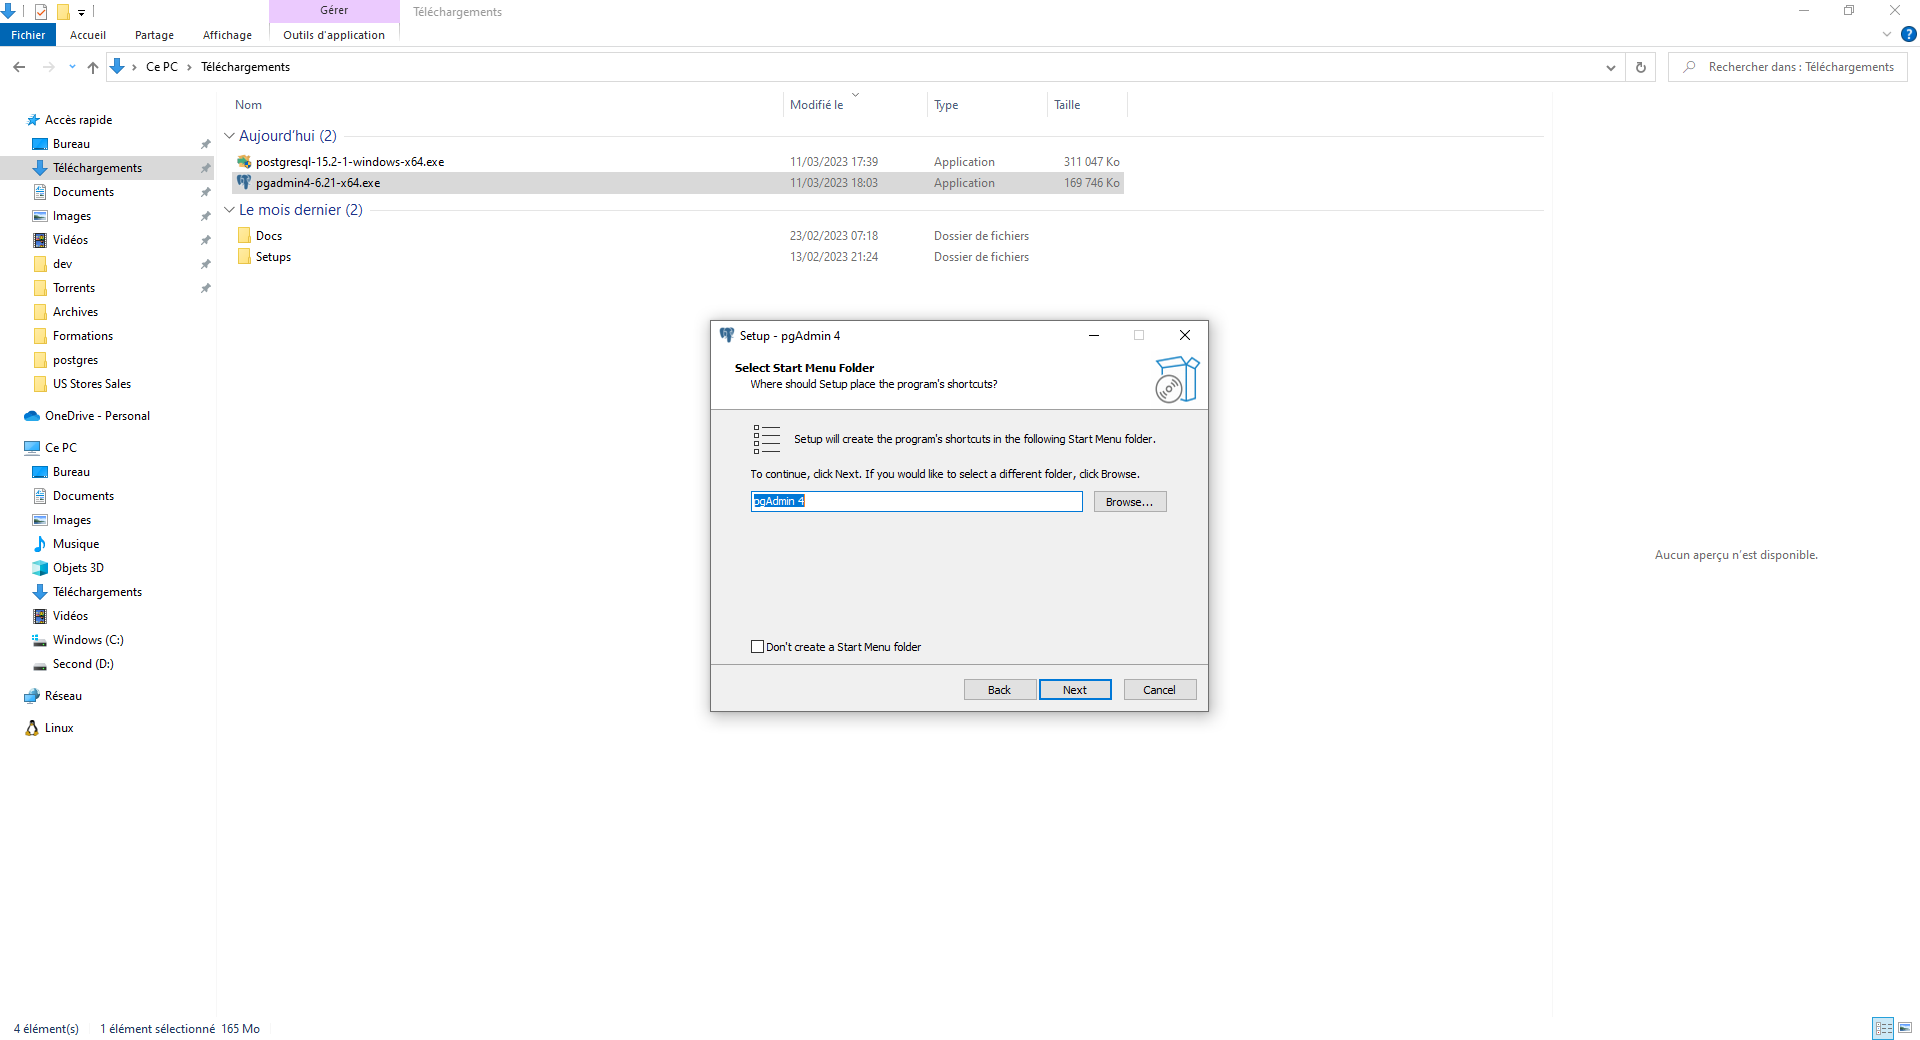 Gérer
Téléchargements
Fichier
Accueil
Partage
Affichage
Outils d'application
Ce PC
Téléchargements
Rechercher dans : Téléchargements
Nom
Modifié le
Type
Taille
Aujourd'hui (2)
postgresql-15.2-1-windows-x64.exe
11/03/2023 17:39
Application
311 047 Ko
pgadmin4-6.21-x64.exe
11/03/2023 18:03
Application
169 746 Ko
Le mois dernier (2)
Docs
23/02/2023 07:18
Dossier de fichiers
Setups
13/02/2023 21:24
Dossier de fichiers
Accès rapide
Bureau
Téléchargements
Documents
Images
Vidéos
dev
Torrents
Archives
Formations
postgres
US Stores Sales
OneDrive - Personal
Ce PC
Bureau
Documents
Images
Musique
Objets 3D
Téléchargements
Vidéos
Windows (C:)
Second (D:)
Réseau
Linux
Setup - pgAdmin 4
Select Start Menu Folder
Where should Setup place the program's shortcuts?
Setup will create the program's shortcuts in the following Start Menu folder.
To continue, click Next. If you would like to select a different folder, click Browse.
pgAdmin 4
Browse...
Don't create a Start Menu folder
Back
Next
Cancel
Aucun aperçu n'est disponible.
4 élément(s)
1 élément sélectionné 165 Mo